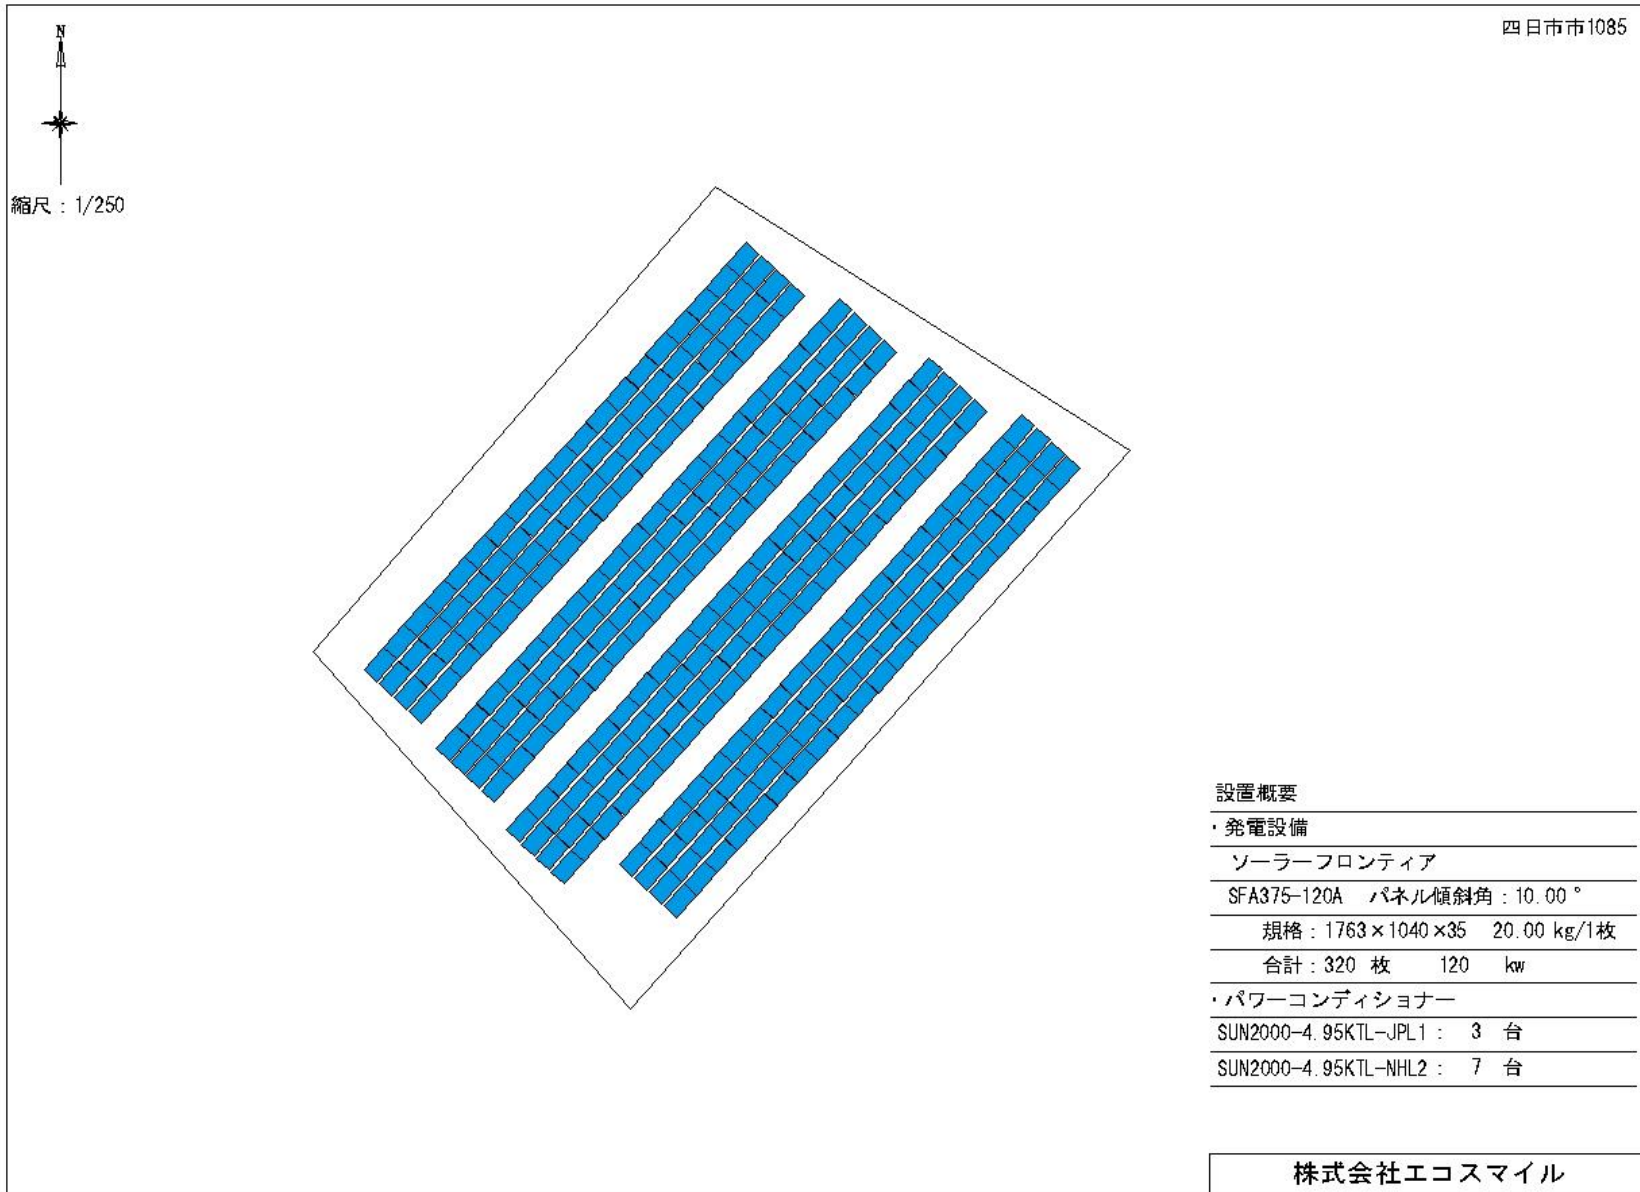 四日市市1085
N
縮尺：1/250
設置概要
・発電設備
ソーラーフロンティア
SFA375-120A パネル傾斜角：10.00°
規格：1763×1040×35 20.00 kg/1枚
合計：320 枚 120 kw
・パワーコンディショナー
SUN2000-4.95KTL-JPL1： 3 台
SUN2000-4.95KTL-NHL2： 7 台
株式会社エコスマイル